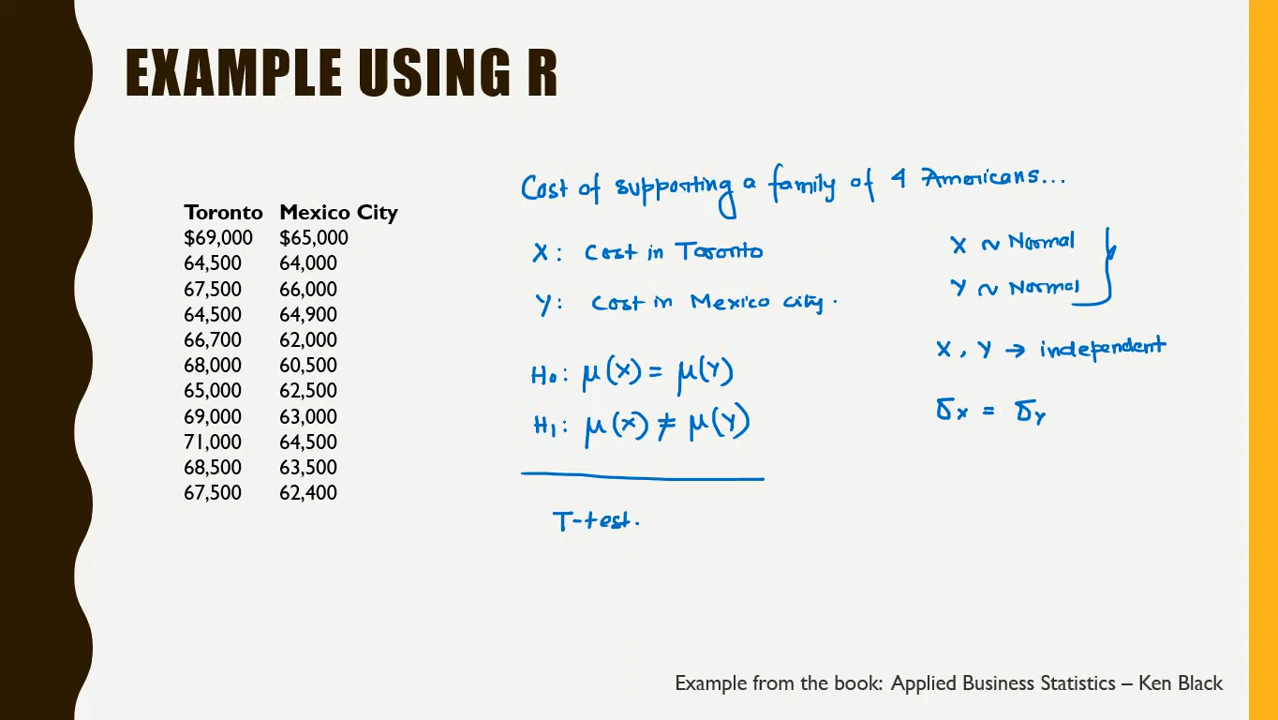 EXAMPLE USING R
Toronto Mexico City
$69,000 $65,000
64,500 64,000
67,500 66,000
64,500 64,900
66,700 62,000
68,000 60,500
65,000 62,500
69,000 63,000
71,000 64,500
68,500 63,500
67,500 62,400
Cost of supporting a family of 4 Americans...
X: Cost in Toronto
Y: Cost in Mexico city.
H₀: μ(X) = μ(Y)
H₁: μ(X) ≠ μ(Y)
T-test.
X ~ Normal
Y ~ Normal
X, Y → independent
σx = σY
Example from the book: Applied Business Statistics – Ken Black